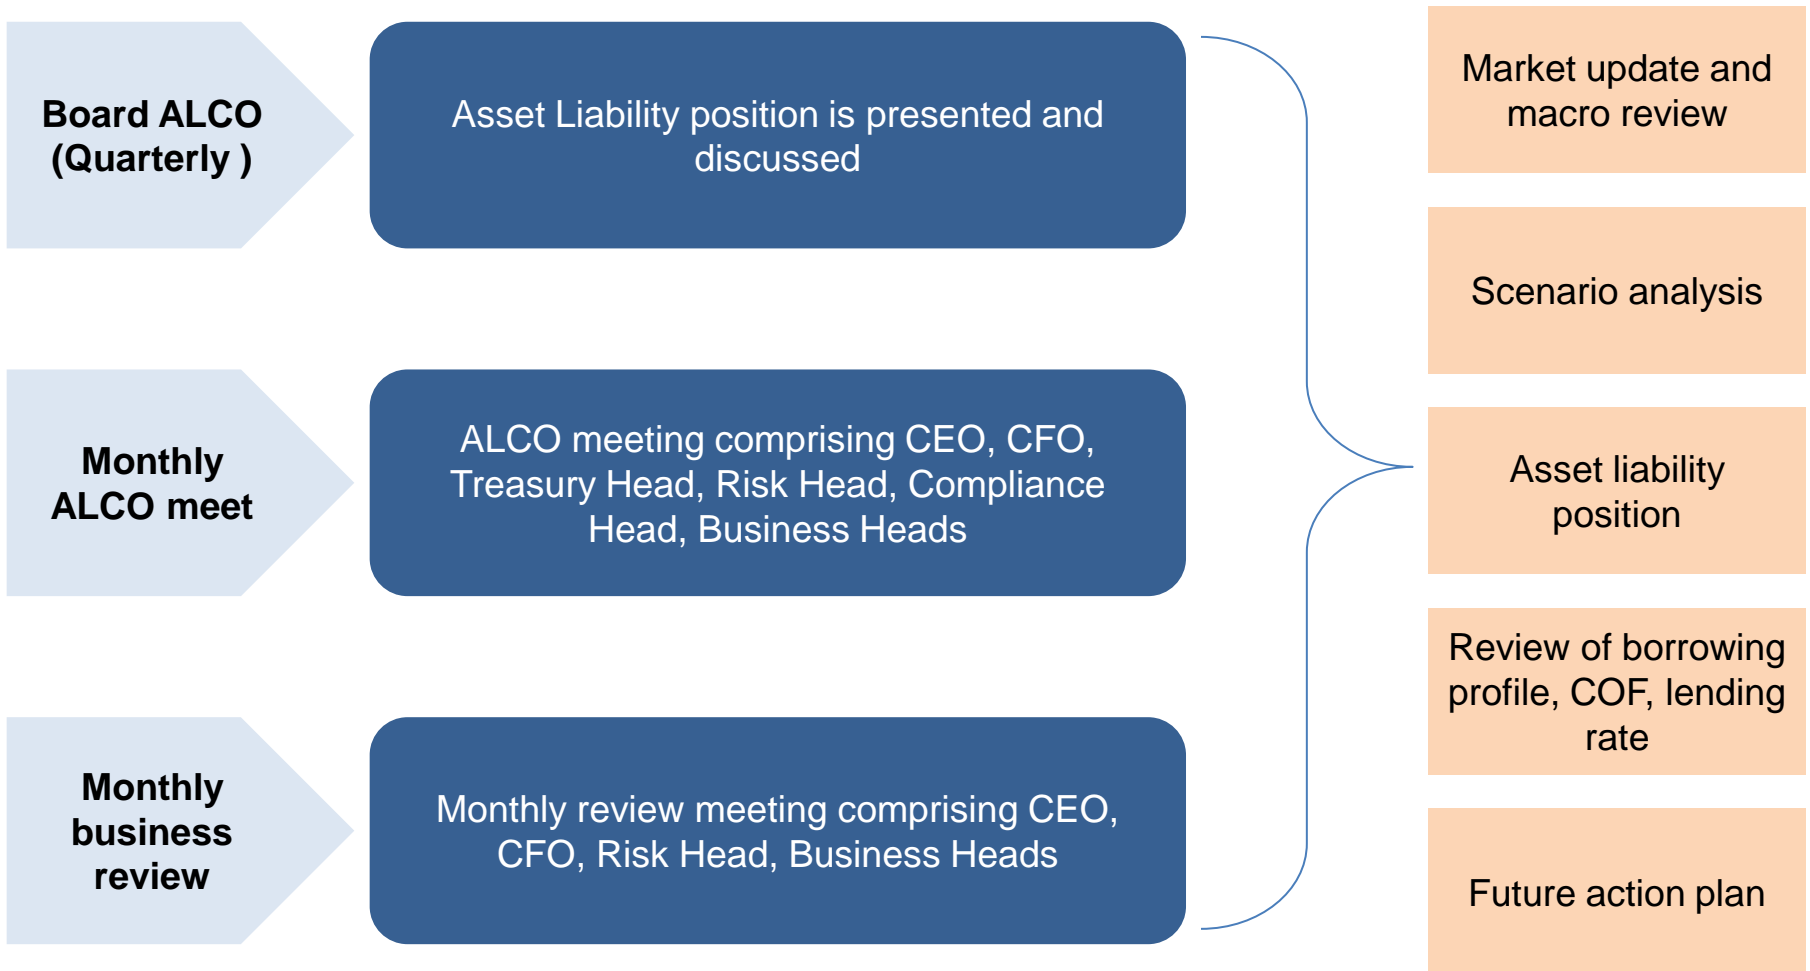 Board ALCO
(Quarterly )
Asset Liability position is presented and
discussed
Monthly
ALCO meet
ALCO meeting comprising CEO, CFO,
Treasury Head, Risk Head, Compliance
Head, Business Heads
Monthly
business
review
Monthly review meeting comprising CEO,
CFO, Risk Head, Business Heads
Market update and
macro review
Scenario analysis
Asset liability
position
Review of borrowing
profile, COF, lending
rate
Future action plan